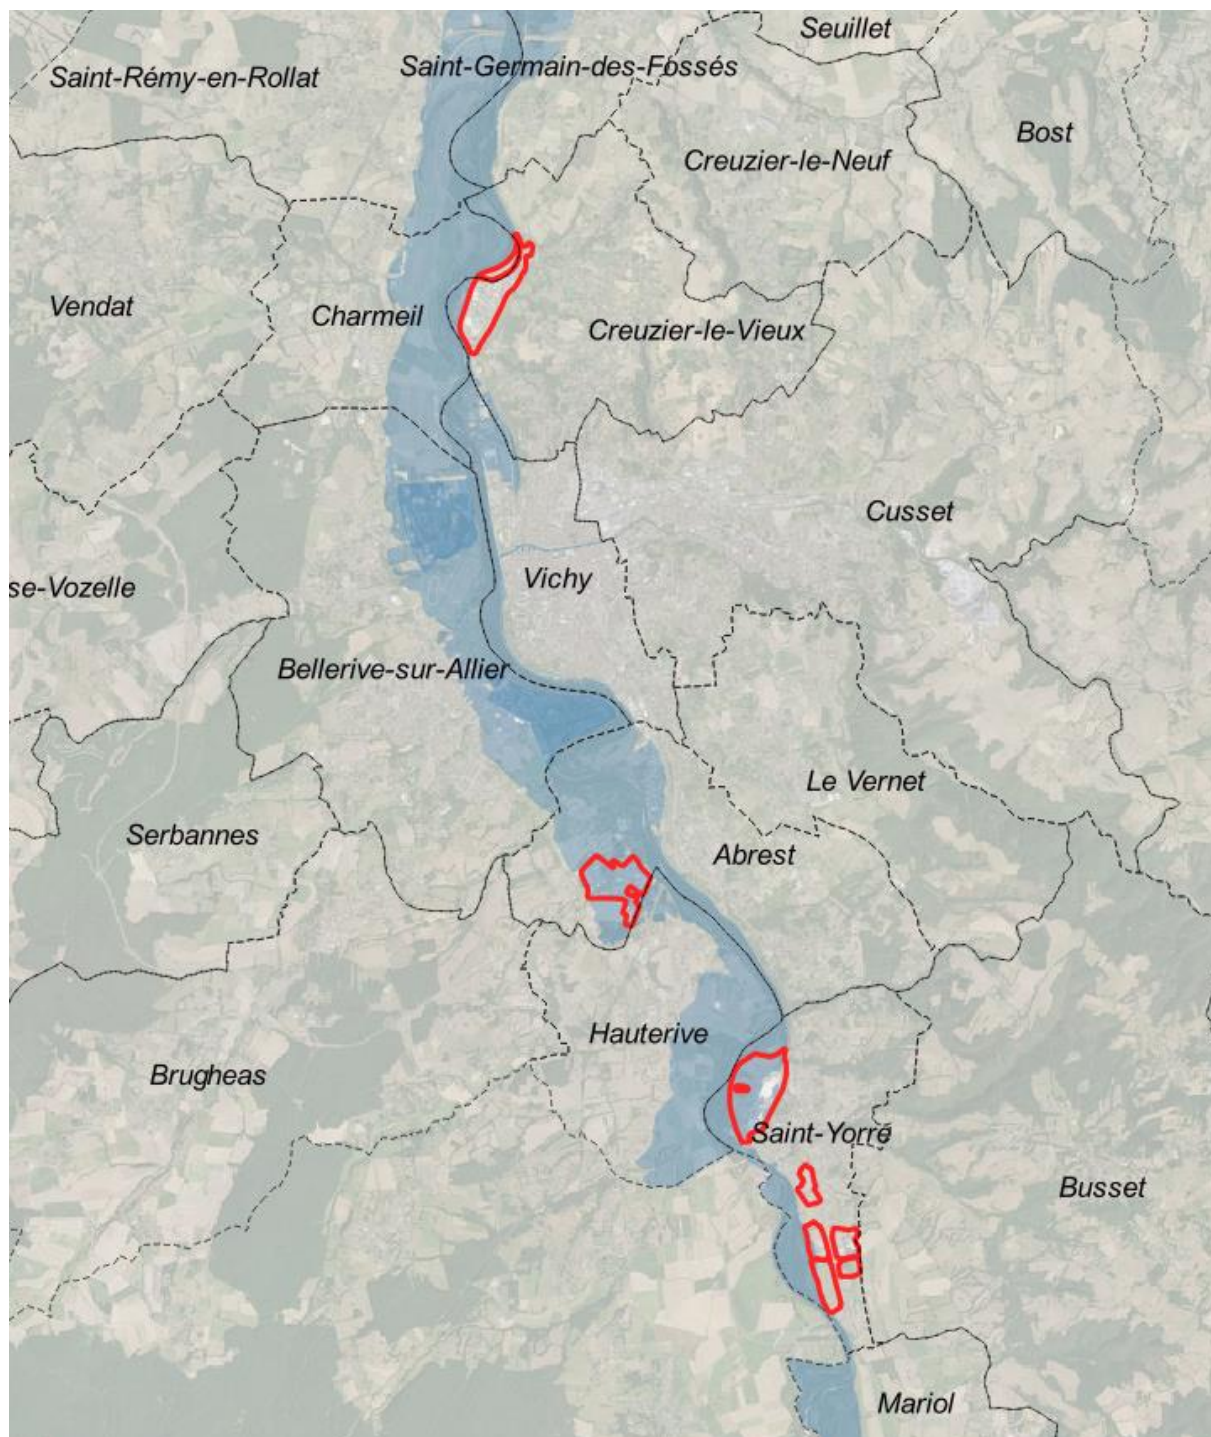 Seuillet
Saint-Rémy-en-Rollat
Saint-Germain-des-Fossés
Bost
Creuzier-le-Neuf
Vendat
Charmeil
Creuzier-le-Vieux
Cusset
se-Vozelle
Vichy
Bellerive-sur-Allier
Le Vernet
Serbannes
Abrest
Hauterive
Brugheas
Saint-Yorre
Busset
Mariol